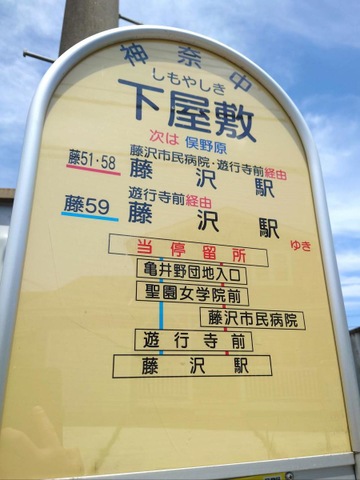 神奈中
しもやしき
下屋敷
次は 俣野原
藤51・58 藤沢市民病院・遊行寺前経由
藤沢駅
遊行寺前経由
藤59 藤沢駅 ゆき
当停留所
亀井野団地入口
聖園女学院前
藤沢市民病院
遊行寺前
藤沢駅